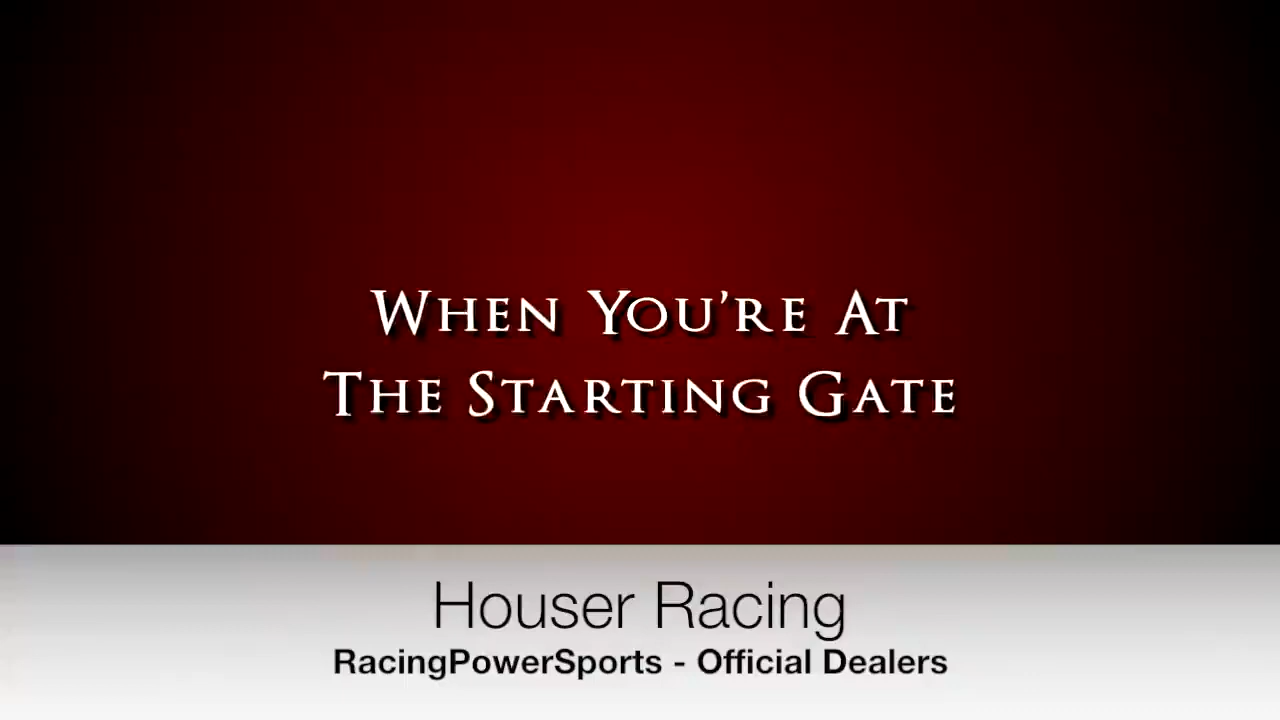 When You're At
The Starting Gate
Houser Racing
RacingPowerSports - Official Dealers